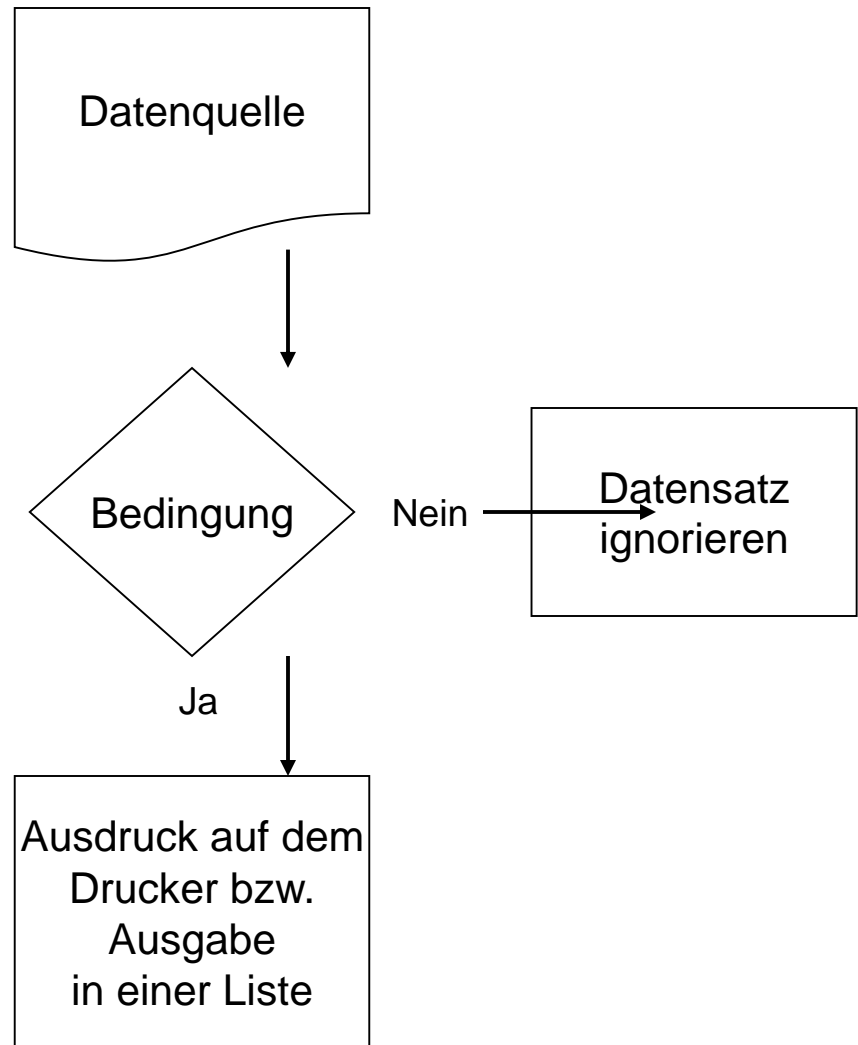 Datenquelle
Bedingung
Nein
Datensatz
ignorieren
Ja
Ausdruck auf dem
Drucker bzw.
Ausgabe
in einer Liste